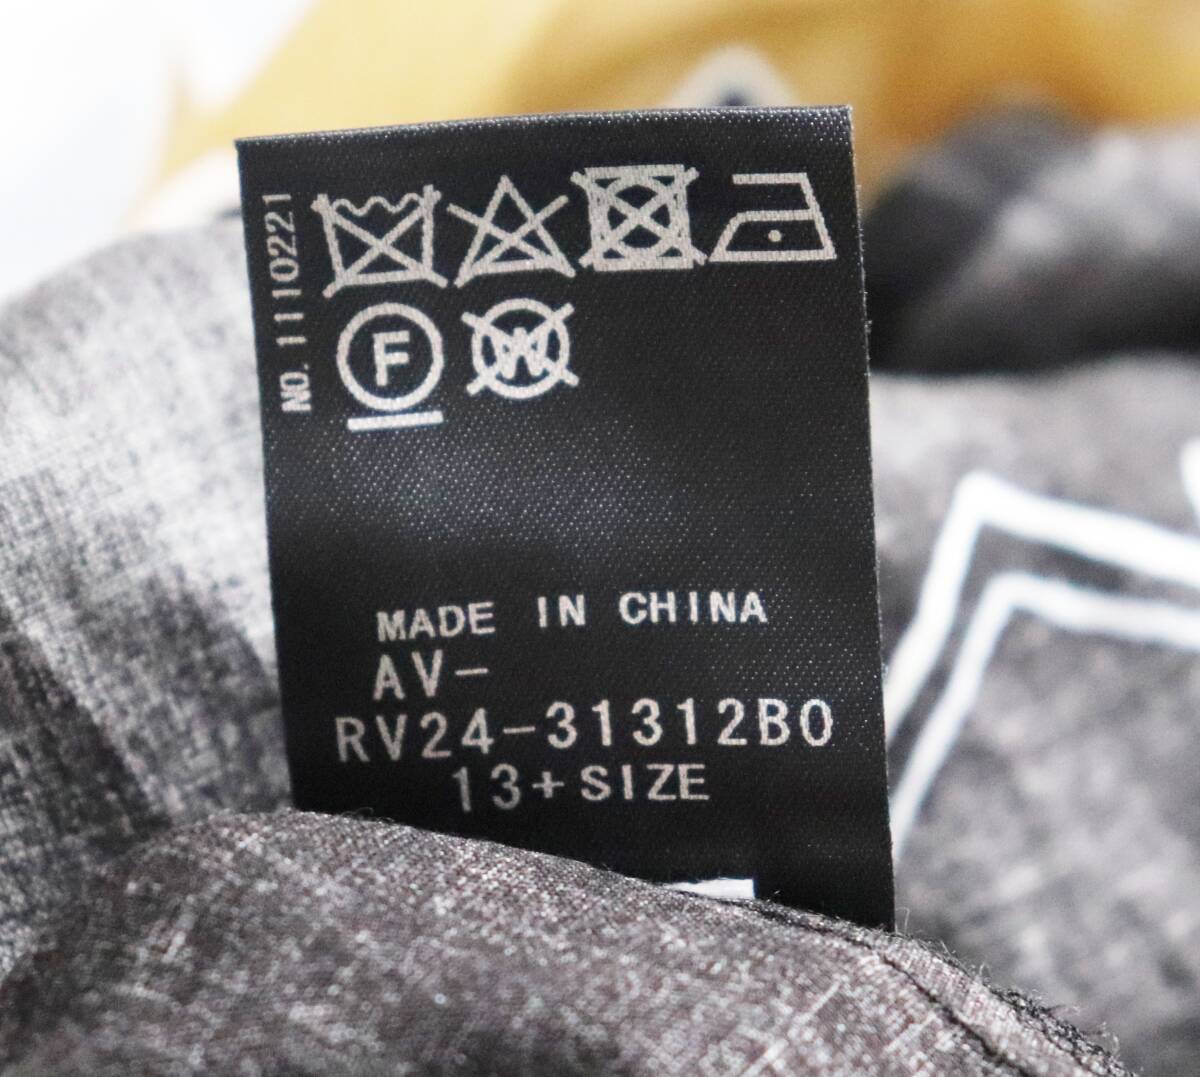 NO.1110221
F W
MADE IN CHINA
AV-
RV24-31312B0
13+SIZE